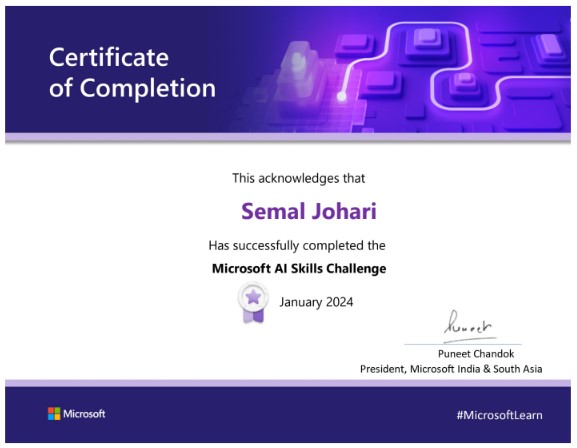 Certificate
of Completion
This acknowledges that
Semal Johari
Has successfully completed the
Microsoft AI Skills Challenge
January 2024
Puneet
Puneet Chandok
President, Microsoft India & South Asia
Microsoft
#MicrosoftLearn